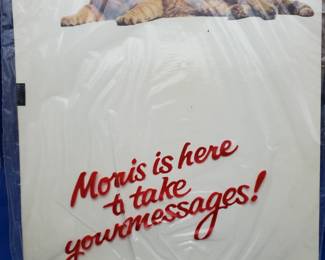 Morris is here
to take
your messages!